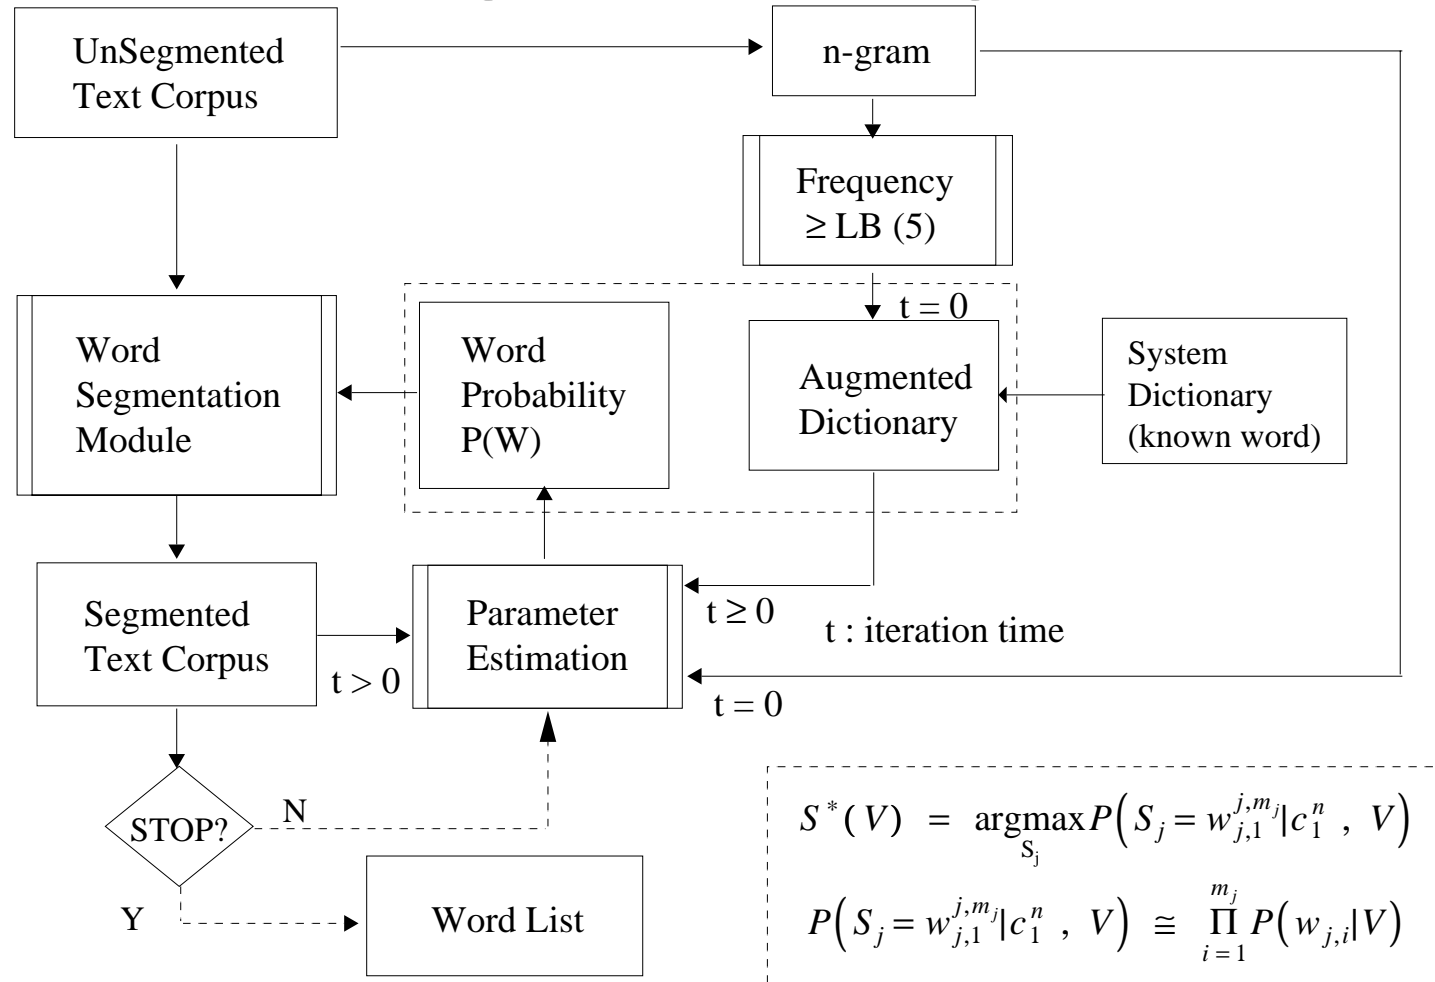 UnSegmented
Text Corpus
n-gram
Frequency
≥ LB (5)
t = 0
Word
Segmentation
Module
Word
Probability
P(W)
Augmented
Dictionary
System
Dictionary
(known word)
Segmented
Text Corpus
t > 0
Parameter
Estimation
t ≥ 0
t : iteration time
t = 0
STOP?
N
Y
Word List
S^*(V) = argmax_{S_j} P(S_j = w_{j,1}^{j,m_j}|c_1^n , V)
P(S_j = w_{j,1}^{j,m_j}|c_1^n , V) ≅ Π_{i=1}^{m_j} P(w_{j,i}|V)